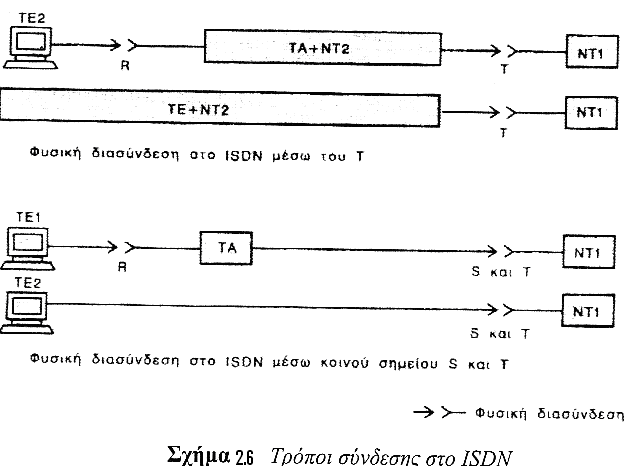 TE2
R
TA+NT2
T
NT1
TE+NT2
T
NT1
Φυσική διασύνδεση στο ISDN μέσω του T
TE1
R
TA
S και T
NT1
TE2
S και T
NT1
Φυσική διασύνδεση στο ISDN μέσω κοινού σημείου S και T
Φυσική διασύνδεση
Σχήμα 2.6 Τρόποι σύνδεσης στο ISDN